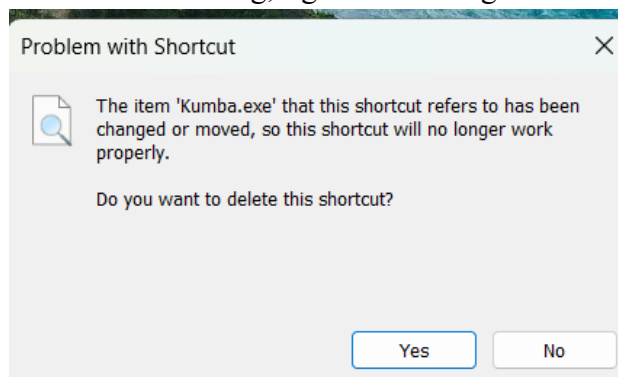 Problem with Shortcut
The item 'Kumba.exe' that this shortcut refers to has been
changed or moved, so this shortcut will no longer work
properly.
Do you want to delete this shortcut?
Yes No